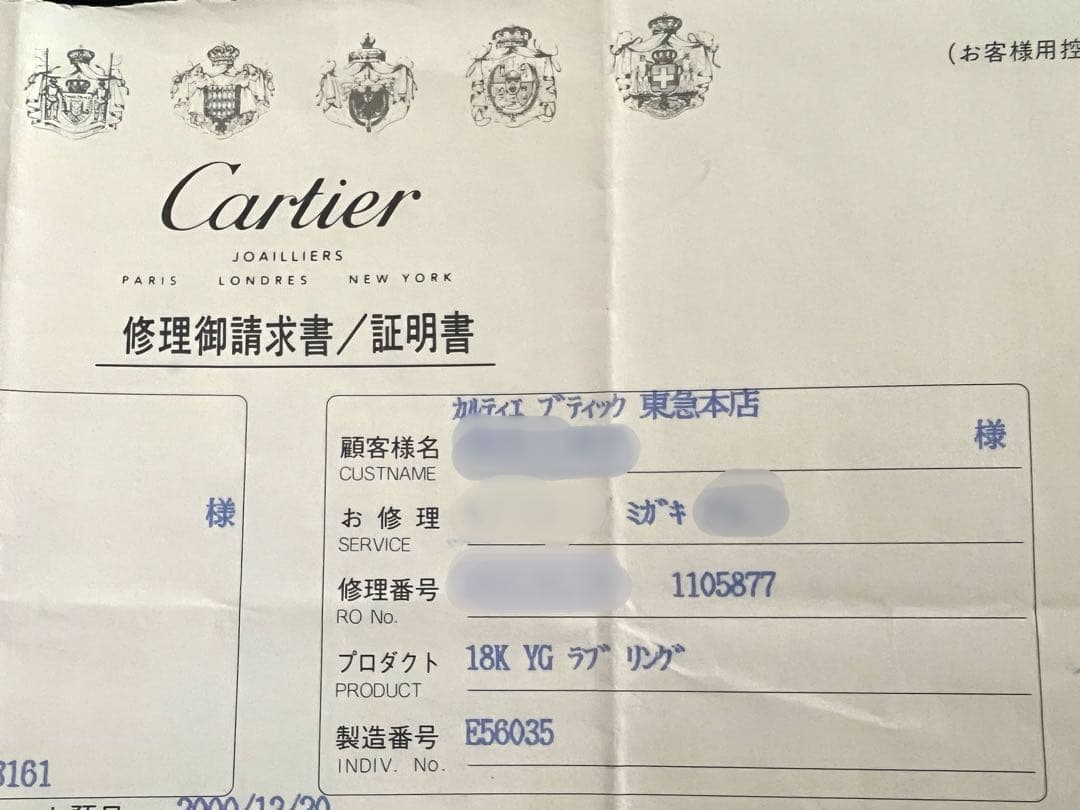 (お客様用控
Cartier
JOAILLIERS
PARIS LONDRES NEW YORK
修理御請求書/証明書
カルティエ ブティック 東急本店
顧客様名 様
CUSTNAME
様
お修理 ミガキ
SERVICE
修理番号 1105877
RO No.
プロダクト 18K YG ラブ リング
PRODUCT
製造番号 E56035
INDIV. No.
3161
2000/12/20